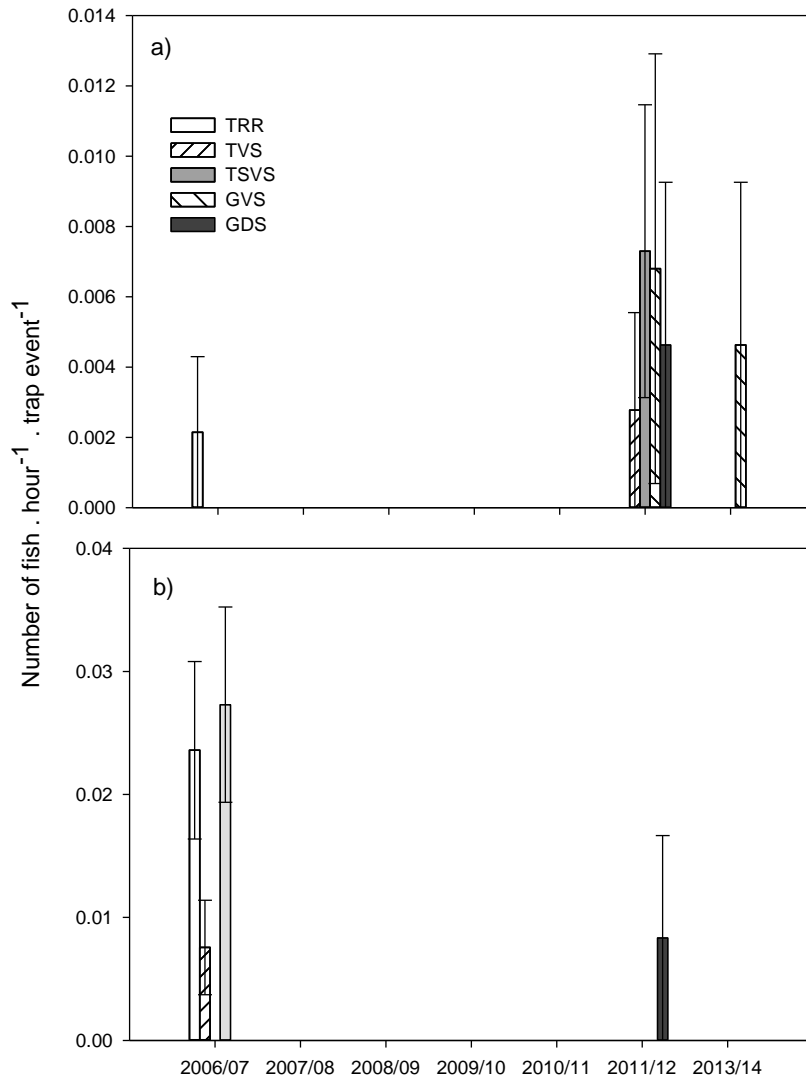 0.014
a)
0.012
TRR
0.010
TVS
TSVS
0.008
GVS
GDS
0.006
0.004
0.002
0.000
Number of fish . hour⁻¹ . trap event⁻¹
0.04
b)
0.03
0.02
0.01
0.00
2006/07 2007/08 2008/09 2009/10 2010/11 2011/12 2013/14